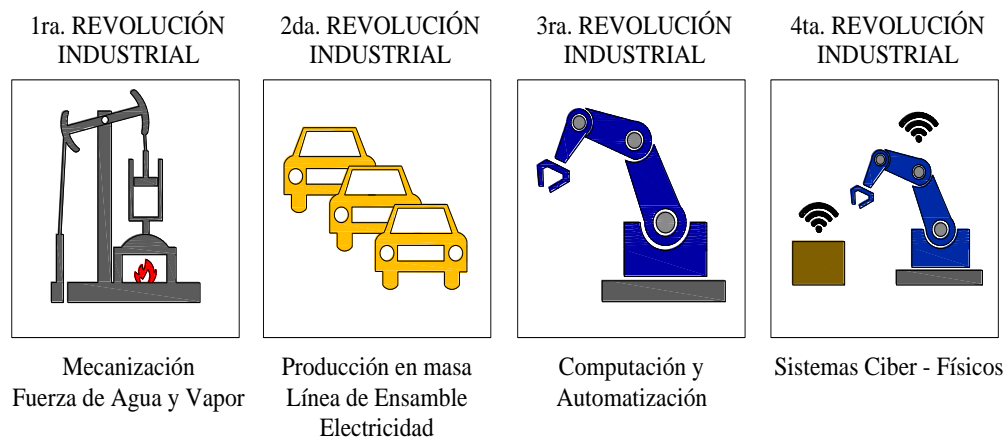 1ra. REVOLUCIÓN
INDUSTRIAL
2da. REVOLUCIÓN
INDUSTRIAL
3ra. REVOLUCIÓN
INDUSTRIAL
4ta. REVOLUCIÓN
INDUSTRIAL
Mecanización
Fuerza de Agua y Vapor
Producción en masa
Línea de Ensamble
Electricidad
Computación y
Automatización
Sistemas Ciber - Físicos